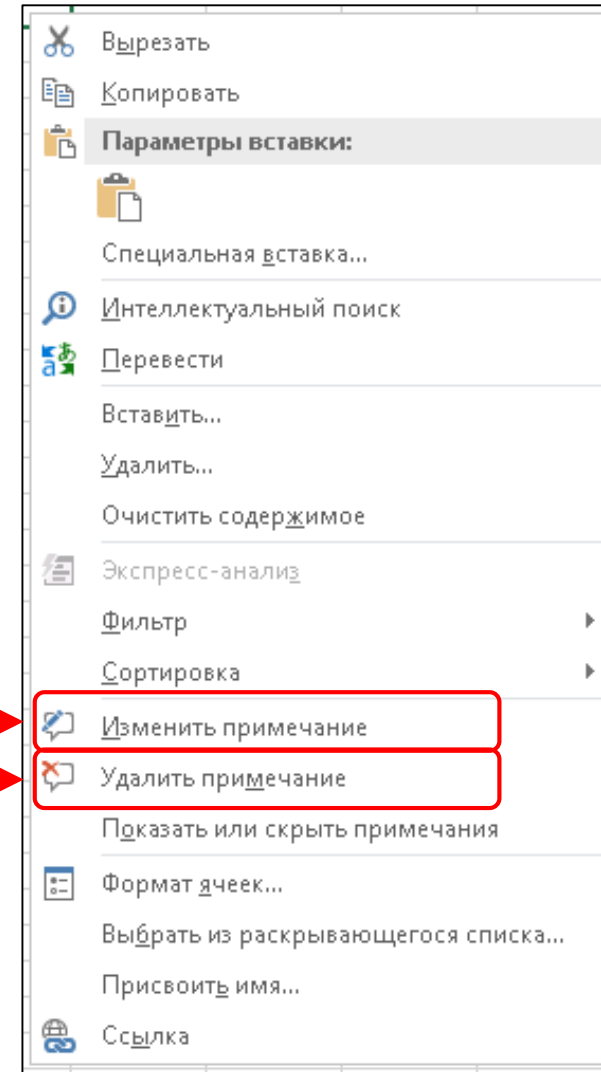 Вырезать
Копировать
Параметры вставки:
Специальная вставка...
Интеллектуальный поиск
Перевести
Вставить...
Удалить...
Очистить содержимое
Экспресс-анализ
Фильтр
Сортировка
Изменить примечание
Удалить примечание
Показать или скрыть примечания
Формат ячеек...
Выбрать из раскрывающегося списка...
Присвоить имя...
Ссылка